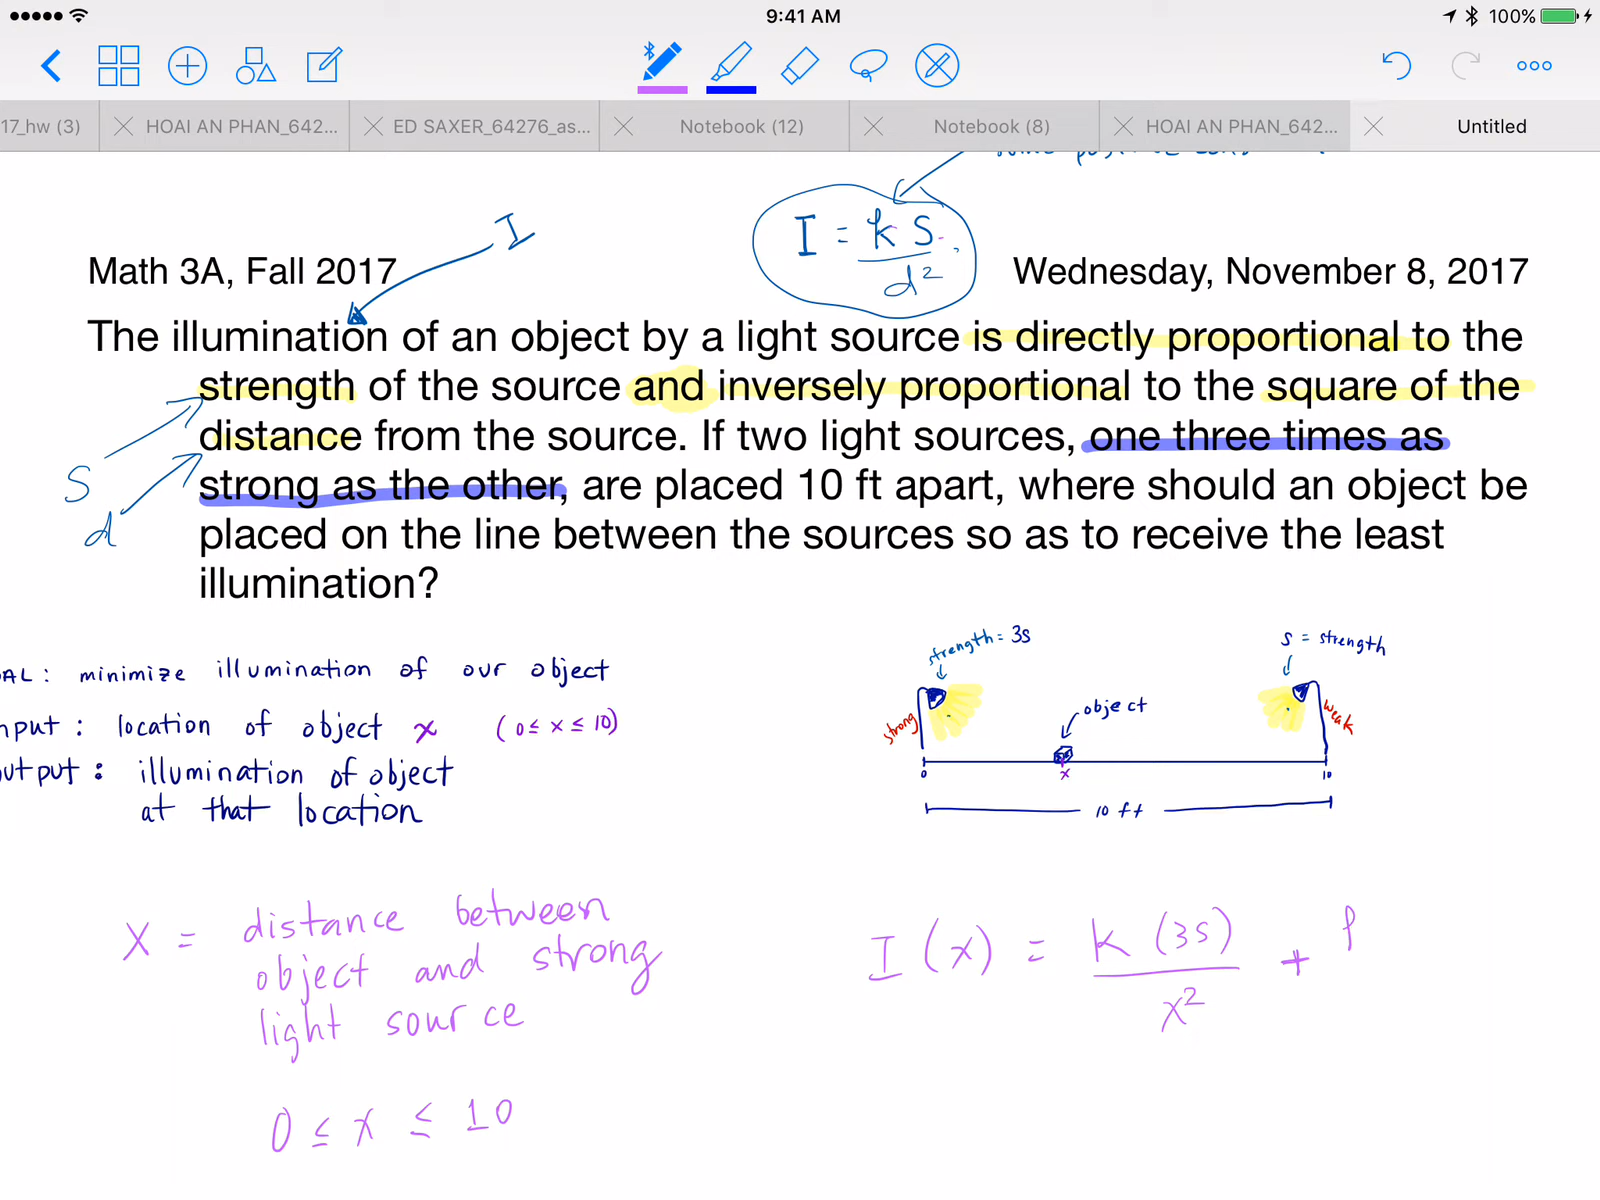 9:41 AM
100%
17_hw (3)
HOAI AN PHAN_642...
ED SAXER_64276_as...
Notebook (12)
Notebook (8)
HOAI AN PHAN_642...
Untitled
I = k S / d²
I
Math 3A, Fall 2017
Wednesday, November 8, 2017
The illumination of an object by a light source is directly proportional to the
strength of the source and inversely proportional to the square of the
distance from the source. If two light sources, one three times as
strong as the other, are placed 10 ft apart, where should an object be
placed on the line between the sources so as to receive the least
illumination?
S
d
AL: minimize illumination of our object
nput: location of object x (0 ≤ x ≤ 10)
utput: illumination of object
at that location
strength = 3s
s = strength
strong
object
weak
0
x
10
10 ft
X = distance between
object and strong
light source
0 ≤ x ≤ 10
I(x) = k(3s) / x² +